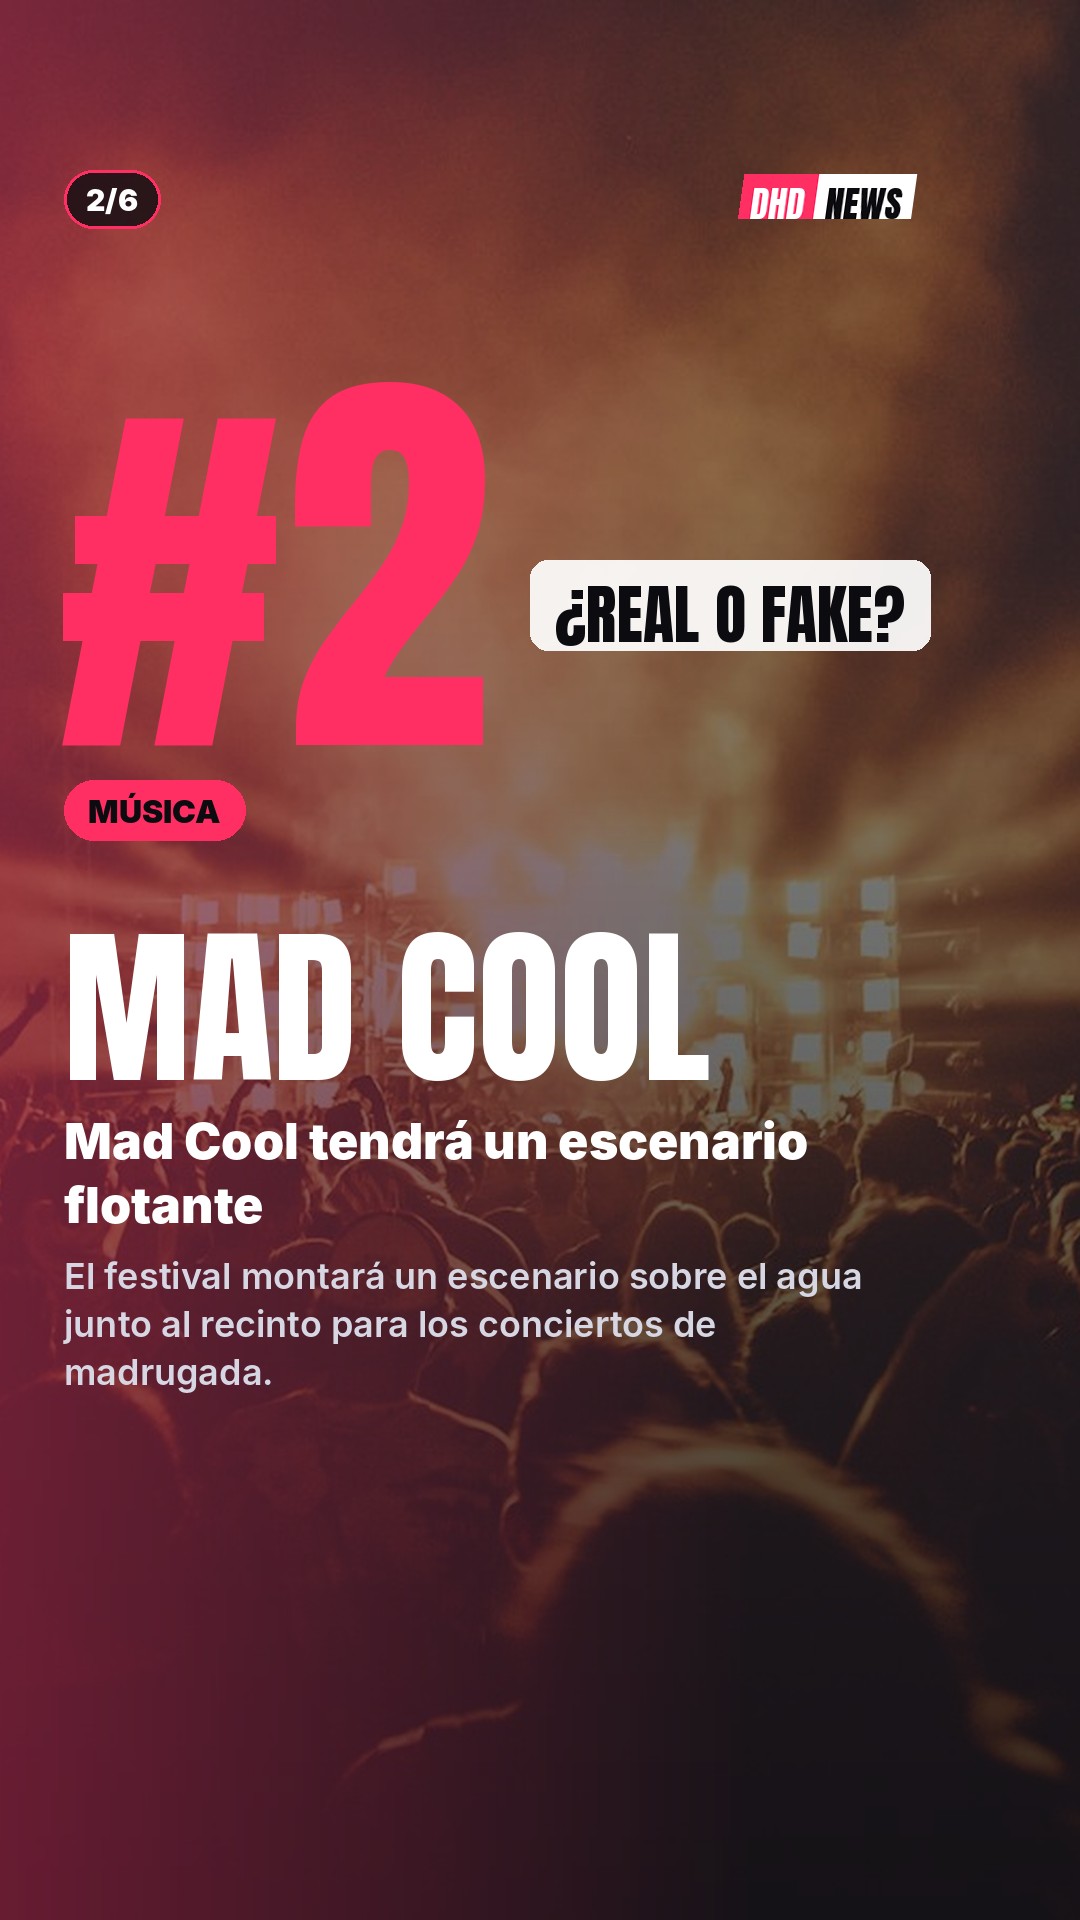 2/6
DHD NEWS
#2
¿REAL O FAKE?
MÚSICA
MAD COOL
Mad Cool tendrá un escenario
flotante
El festival montará un escenario sobre el agua
junto al recinto para los conciertos de
madrugada.